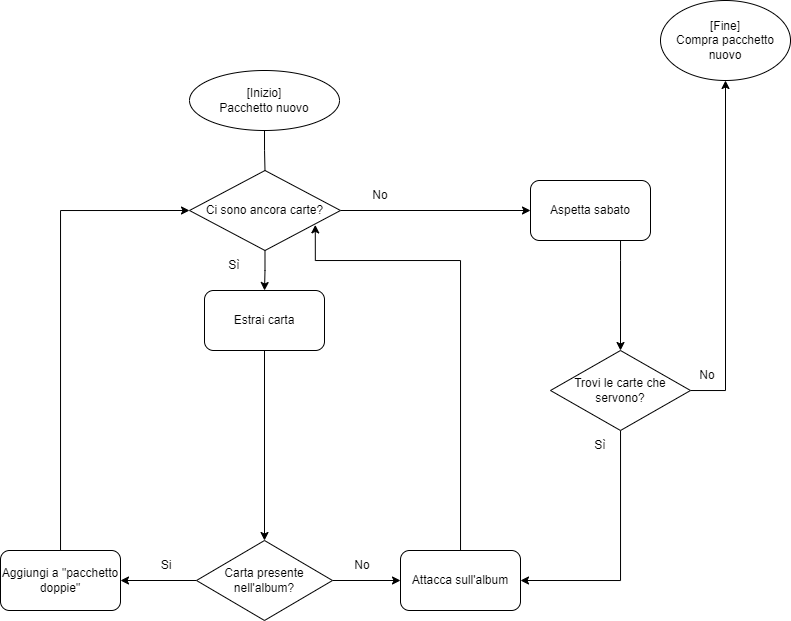 [Fine]
Compra pacchetto
nuovo
[Inizio]
Pacchetto nuovo
Ci sono ancora carte?
No
Aspetta sabato
Sì
Estrai carta
Trovi le carte che
servono?
No
Sì
Aggiungi a "pacchetto
doppie"
Si
Carta presente
nell'album?
No
Attacca sull'album